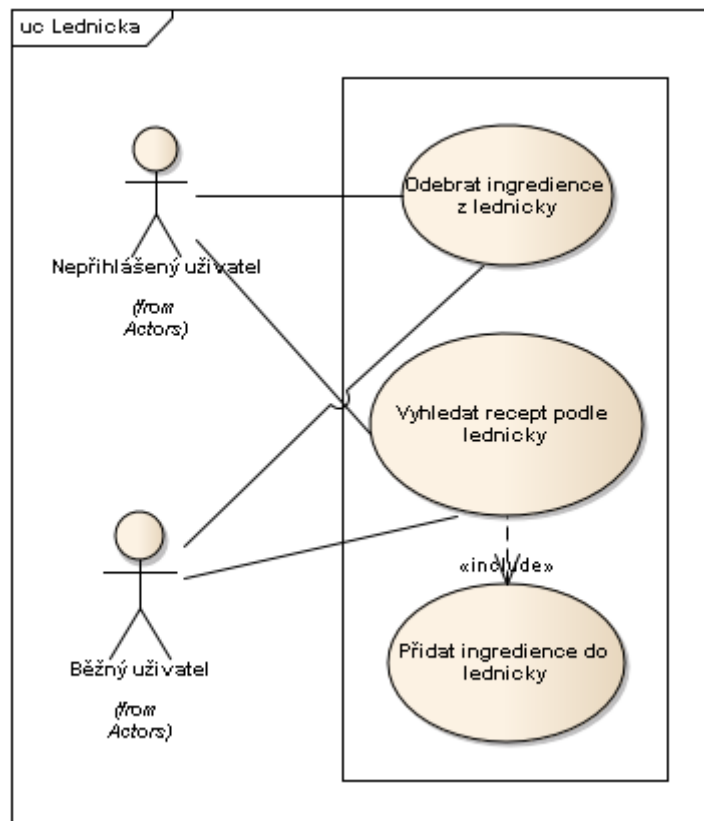 uc Lednicka
Odebrat ingredience
z lednicky
Nepřihlášený uživatel
(from
Actors)
Vyhledat recept podle
lednicky
«include»
Přidat ingredience do
lednicky
Běžný uživatel
(from
Actors)